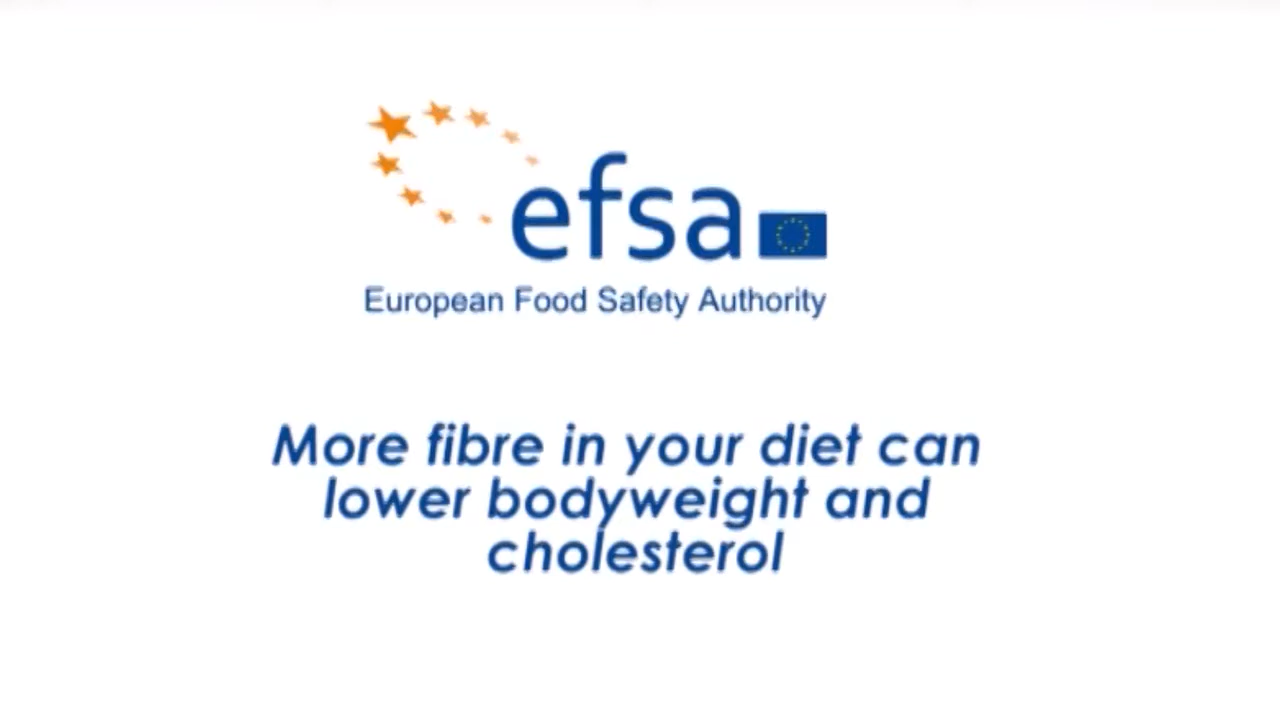 efsa
European Food Safety Authority
More fibre in your diet can
lower bodyweight and
cholesterol